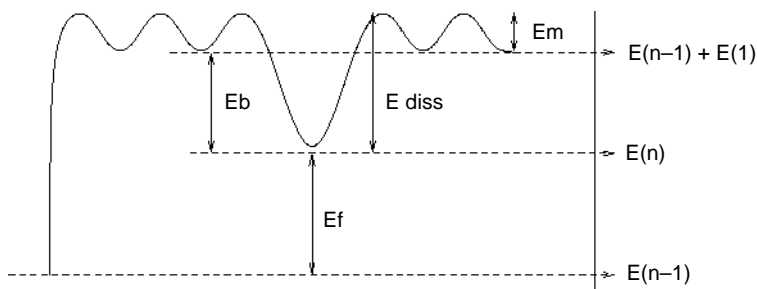 Em
E(n–1) + E(1)
Eb
E diss
E(n)
Ef
E(n–1)